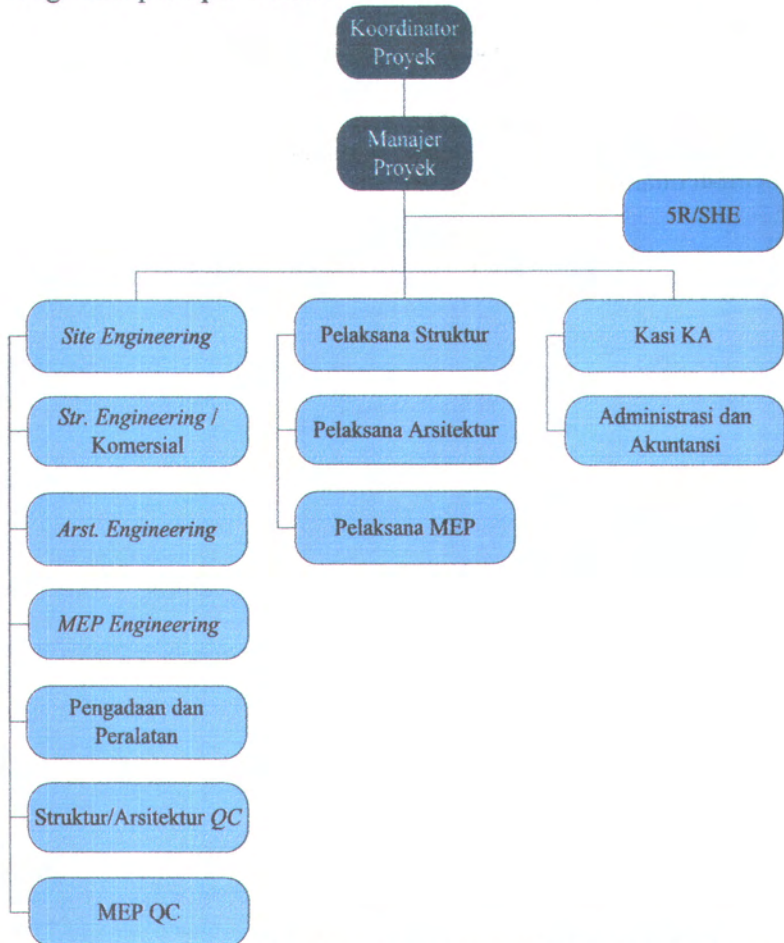 Koordinator
Proyek
Manajer
Proyek
5R/SHE
Site Engineering
Pelaksana Struktur
Kasi KA
Str. Engineering /
Komersial
Pelaksana Arsitektur
Administrasi dan
Akuntansi
Arst. Engineering
Pelaksana MEP
MEP Engineering
Pengadaan dan
Peralatan
Struktur/Arsitektur QC
MEP QC